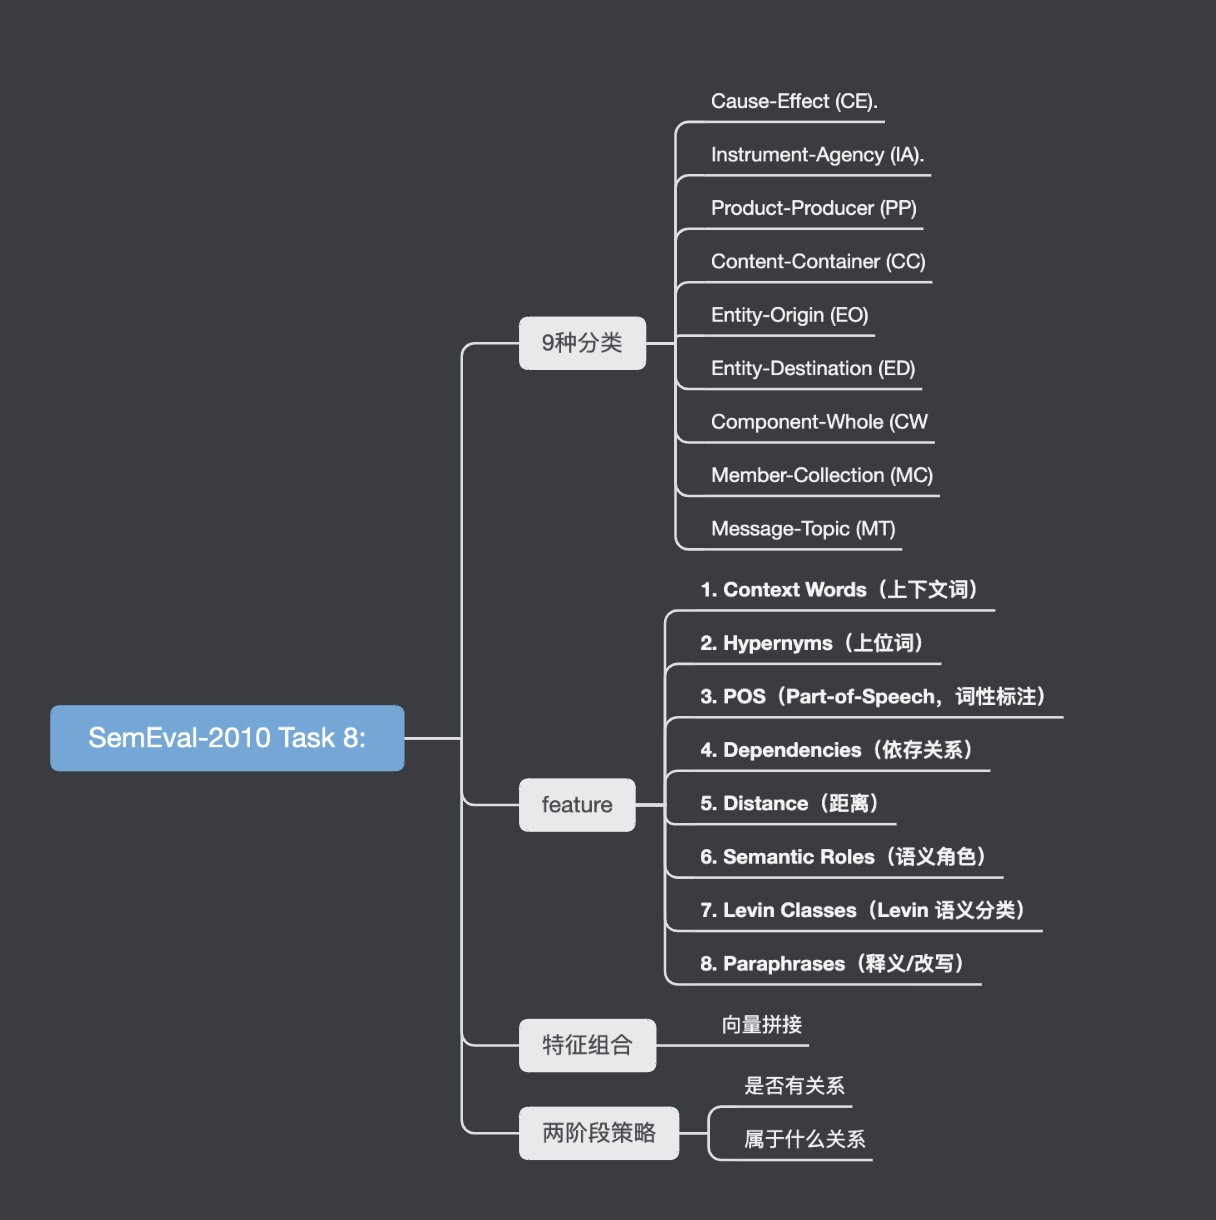 SemEval-2010 Task 8:
9种分类
Cause-Effect (CE).
Instrument-Agency (IA).
Product-Producer (PP)
Content-Container (CC)
Entity-Origin (EO)
Entity-Destination (ED)
Component-Whole (CW
Member-Collection (MC)
Message-Topic (MT)
feature
1. Context Words（上下文词）
2. Hypernyms（上位词）
3. POS（Part-of-Speech，词性标注）
4. Dependencies（依存关系）
5. Distance（距离）
6. Semantic Roles（语义角色）
7. Levin Classes（Levin 语义分类）
8. Paraphrases（释义/改写）
特征组合
向量拼接
两阶段策略
是否有关系
属于什么关系